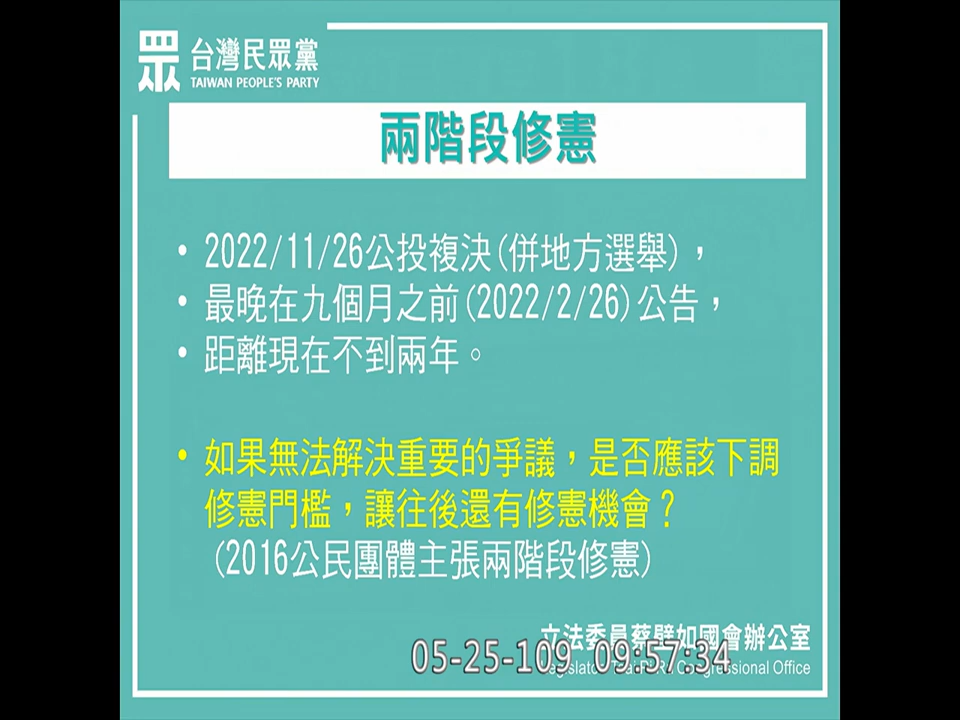 眾 台灣民眾黨
TAIWAN PEOPLE'S PARTY
兩階段修憲
• 2022/11/26公投複決(併地方選舉)，
• 最晚在九個月之前(2022/2/26)公告，
• 距離現在不到兩年。
• 如果無法解決重要的爭議，是否應該下調
修憲門檻，讓往後還有修憲機會？
(2016公民團體主張兩階段修憲)
立法委員蔡壁如國會辦公室
Congressional Office
05-25-109 09:57:34